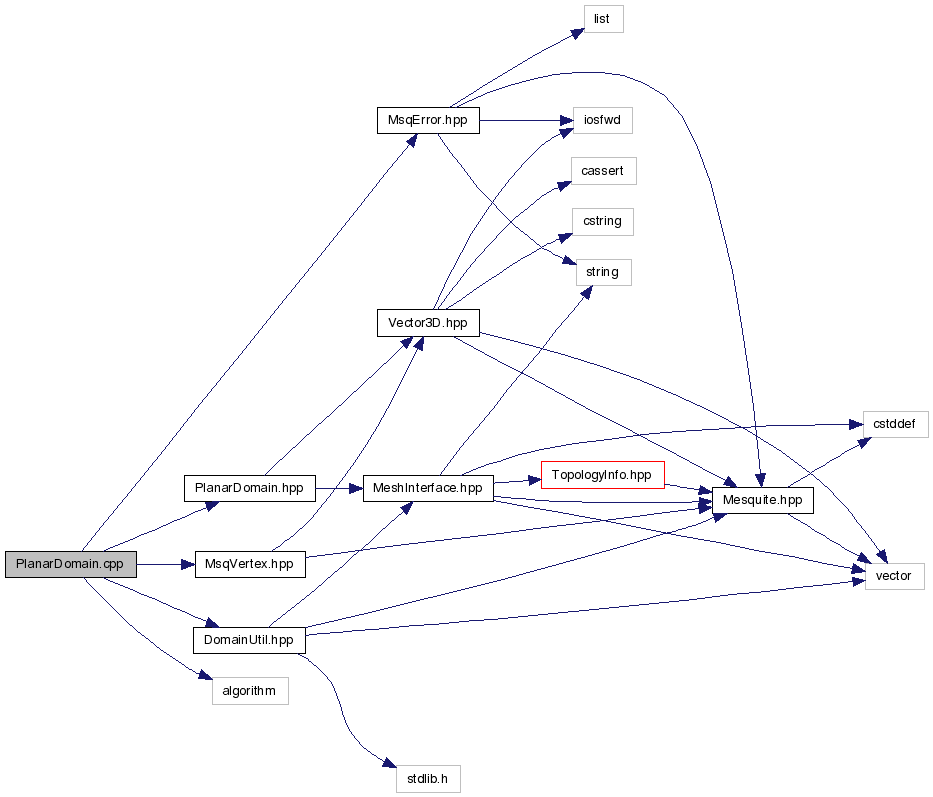 list
MsqError.hpp
iosfwd
cassert
cstring
string
Vector3D.hpp
cstddef
TopologyInfo.hpp
PlanarDomain.hpp
MeshInterface.hpp
Mesquite.hpp
PlanarDomain.cpp
MsqVertex.hpp
vector
DomainUtil.hpp
algorithm
stdlib.h